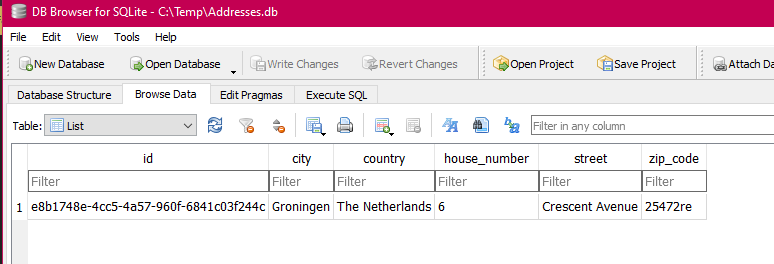 DB Browser for SQLite - C:\Temp\Addresses.db
File Edit View Tools Help
New Database Open Database Write Changes Revert Changes Open Project Save Project Attach Da
Database Structure Browse Data Edit Pragmas Execute SQL
Table: List Filter in any column
id city country house_number street zip_code
Filter Filter Filter Filter Filter Filter
1 e8b1748e-4cc5-4a57-960f-6841c03f244c Groningen The Netherlands 6 Crescent Avenue 25472re